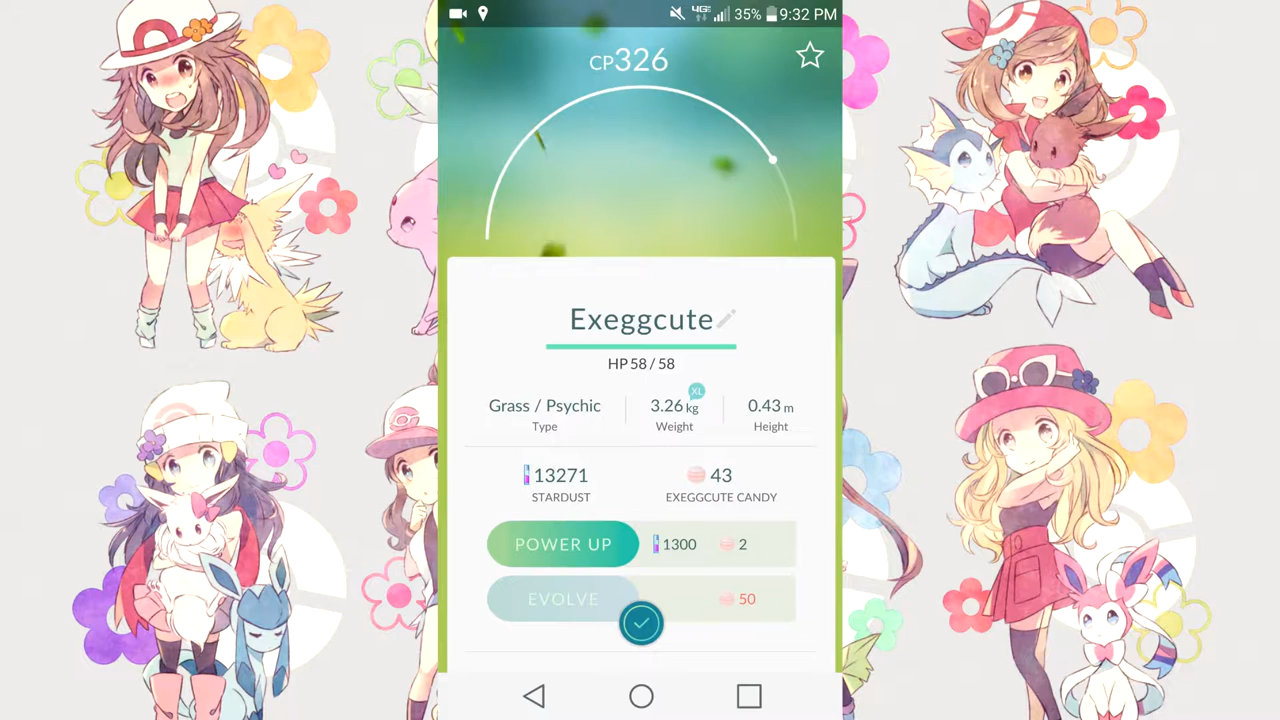 4G 35% 9:32 PM
CP326
Exeggcute
HP 58 / 58
XL
Grass / Psychic 3.26 kg 0.43 m
Type Weight Height
13271 43
STARDUST EXEGGCUTE CANDY
POWER UP 1300 2
EVOLVE 50